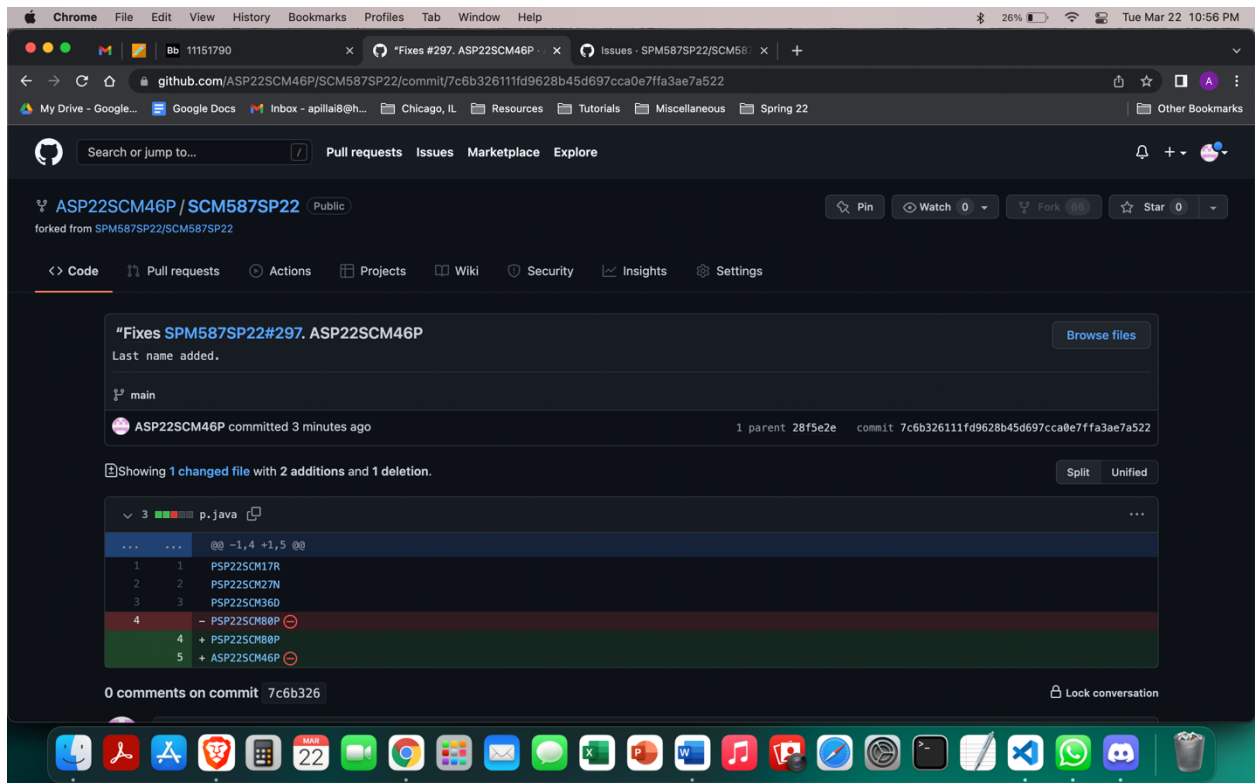 Chrome File Edit View History Bookmarks Profiles Tab Window Help 26% Tue Mar 22 10:56 PM
Bb 11151790 × "Fixes #297. ASP22SCM46P · × Issues · SPM587SP22/SCM587 × +
github.com/ASP22SCM46P/SCM587SP22/commit/7c6b326111fd9628b45d697cca0e7ffa3ae7a522 A
My Drive - Google... Google Docs Inbox - apillai8@h... Chicago, IL Resources Tutorials Miscellaneous Spring 22 Other Bookmarks
Search or jump to... / Pull requests Issues Marketplace Explore
ASP22SCM46P / SCM587SP22 Public Pin Watch 0 Fork 66 Star 0
forked from SPM587SP22/SCM587SP22
<> Code Pull requests Actions Projects Wiki Security Insights Settings
“Fixes SPM587SP22#297. ASP22SCM46P Browse files
Last name added.
main
ASP22SCM46P committed 3 minutes ago 1 parent 28f5e2e commit 7c6b326111fd9628b45d697cca0e7ffa3ae7a522
Showing 1 changed file with 2 additions and 1 deletion. Split Unified
3 p.java ...
... ... @@ -1,4 +1,5 @@
1 1 PSP22SCM17R
2 2 PSP22SCM27N
3 3 PSP22SCM36D
4 - PSP22SCM80P
4 + PSP22SCM80P
5 + ASP22SCM46P
0 comments on commit 7c6b326 Lock conversation
MAR
22